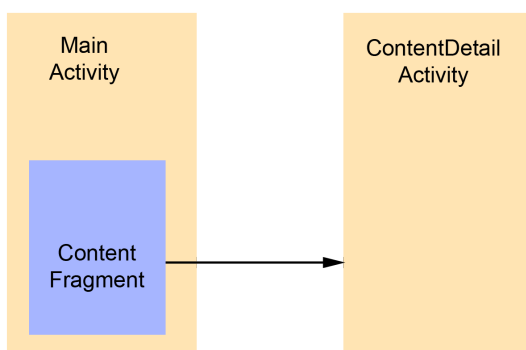 Main
Activity
ContentDetail
Activity
Content
Fragment